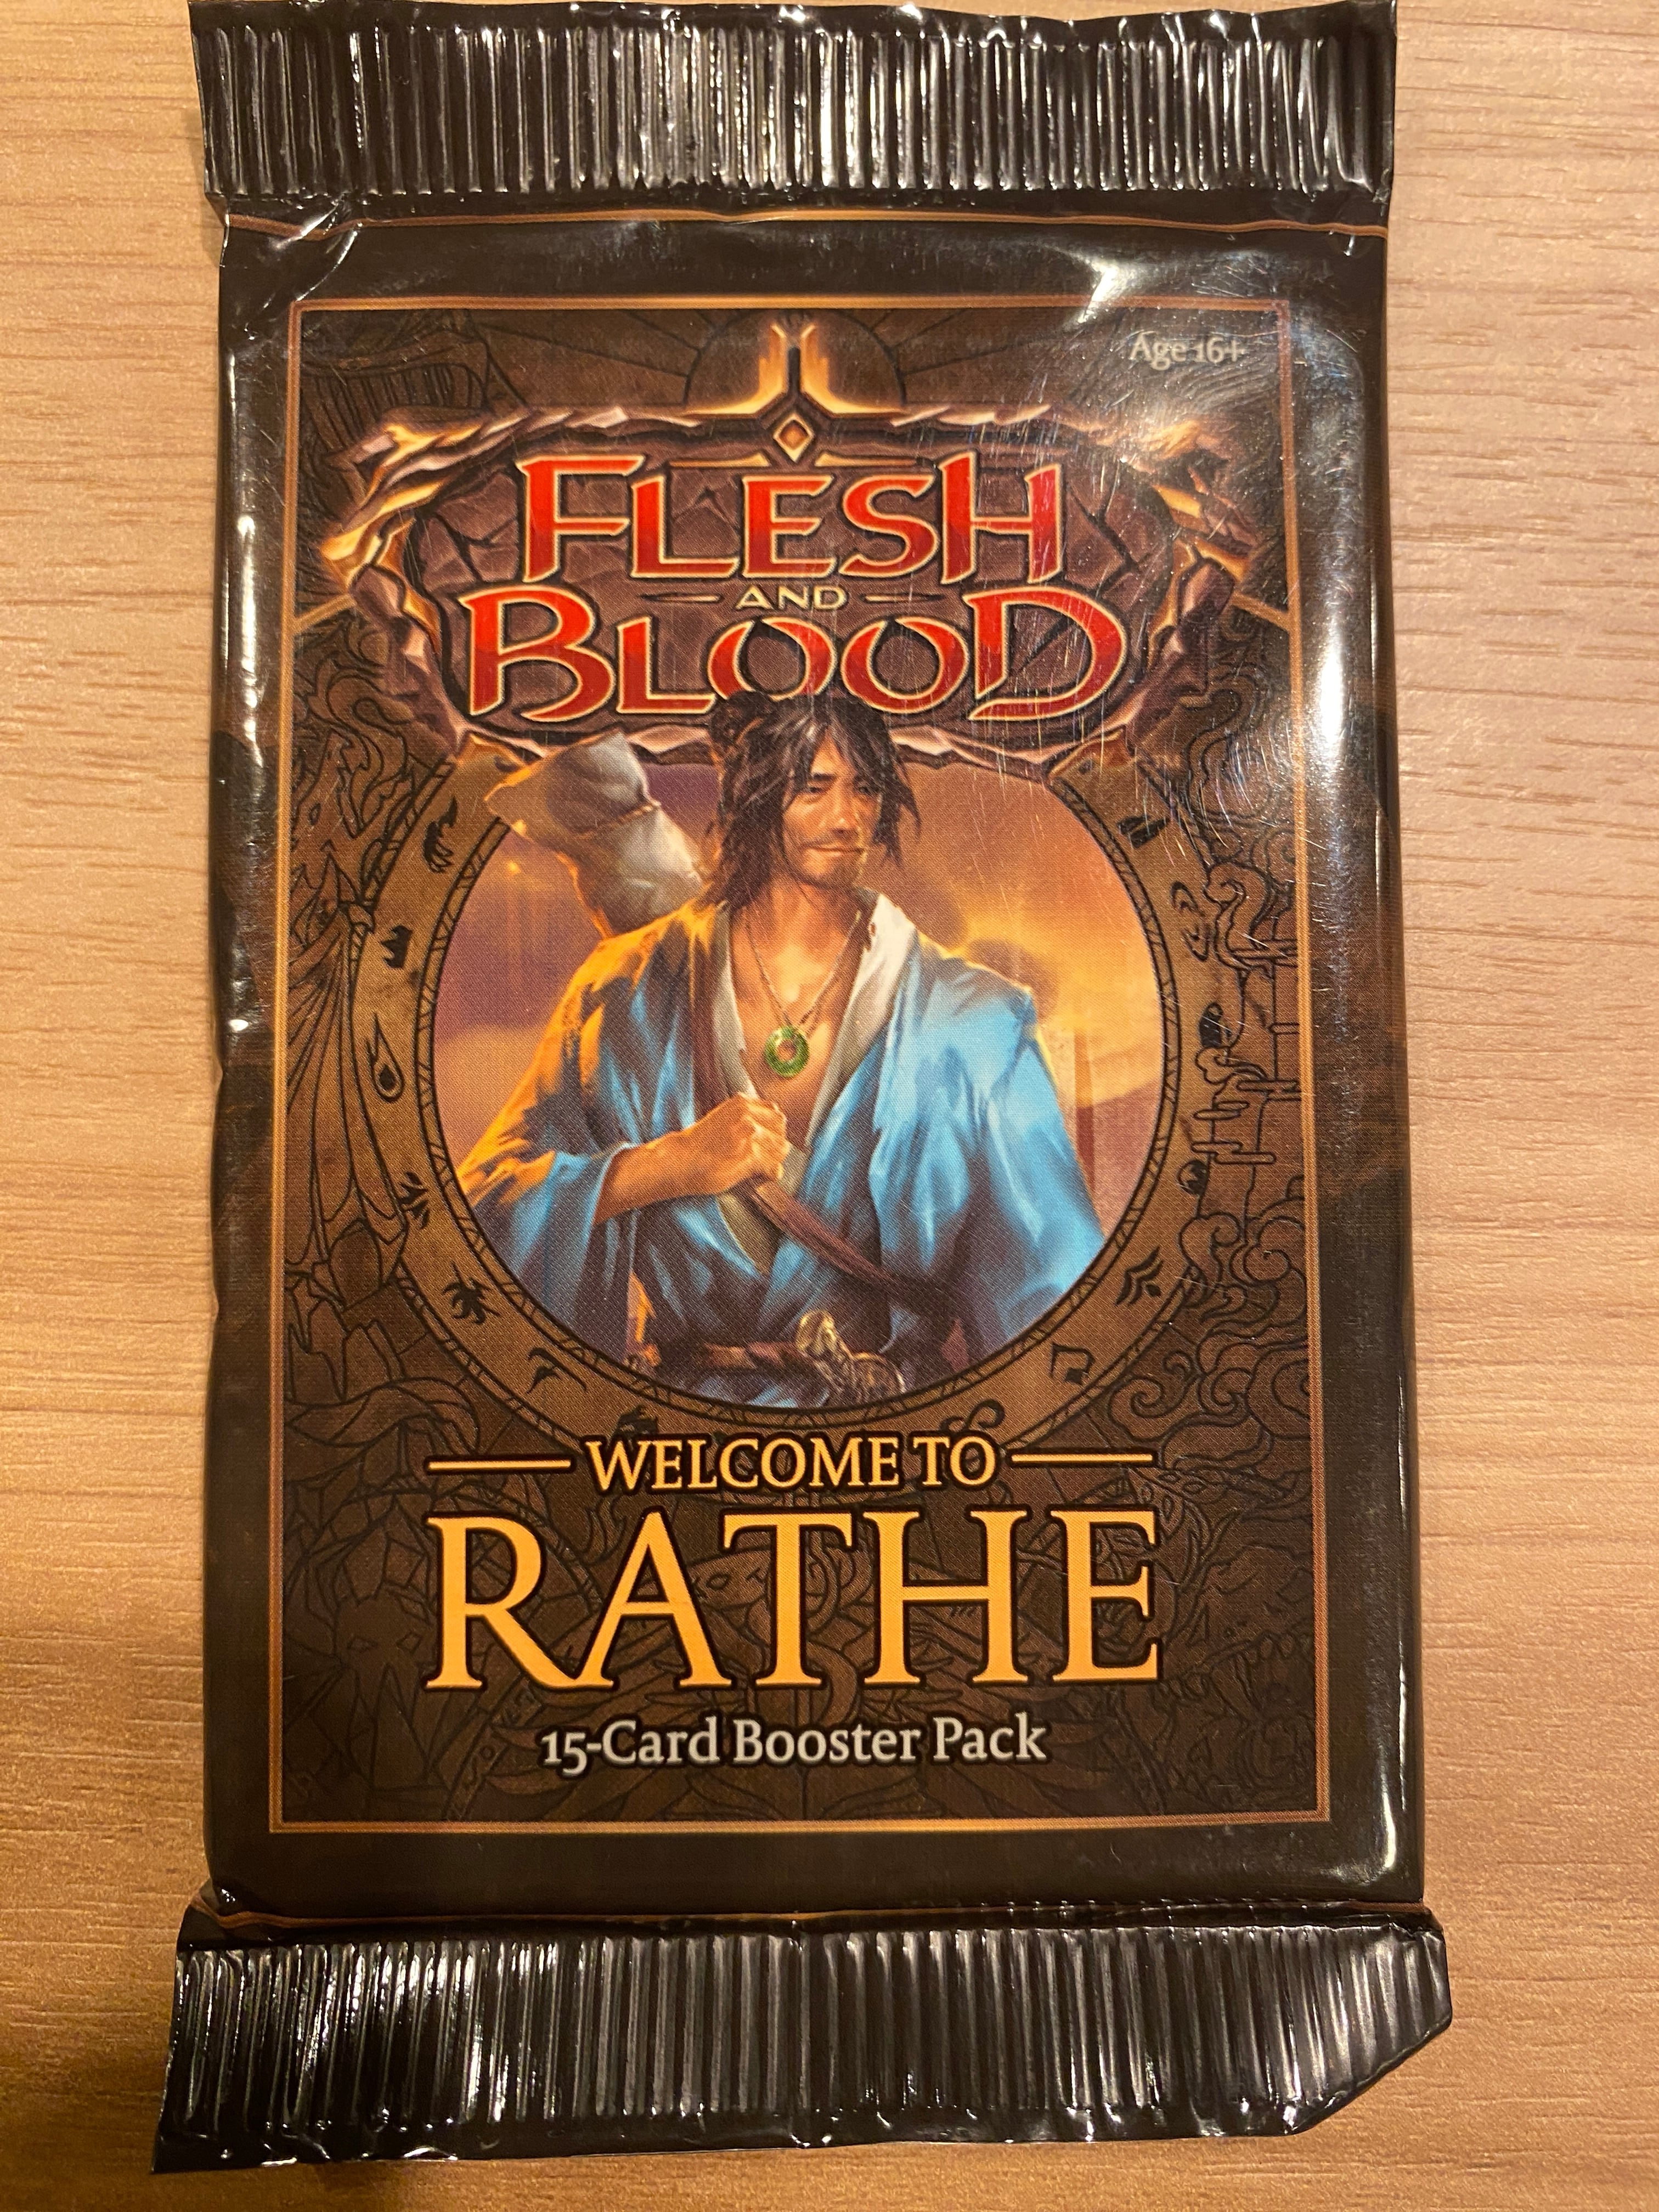 Age 16+
FLESH
AND
BLOOD
WELCOME TO
RATHE
15-Card Booster Pack